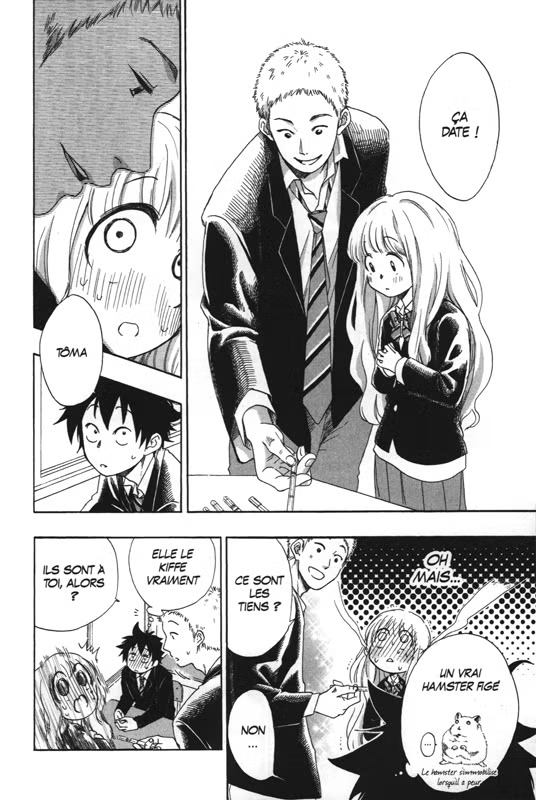 ÇA
DATE !
TÔMA
OH
MAIS...
CE SONT
LES
TIENS ?
UN VRAI
HAMSTER FIGÉ
...
Le hamster s'immobilise
lorsqu'il a peur
NON
...
ELLE LE
KIFFE
VRAIMENT
ILS SONT À
TOI, ALORS
?